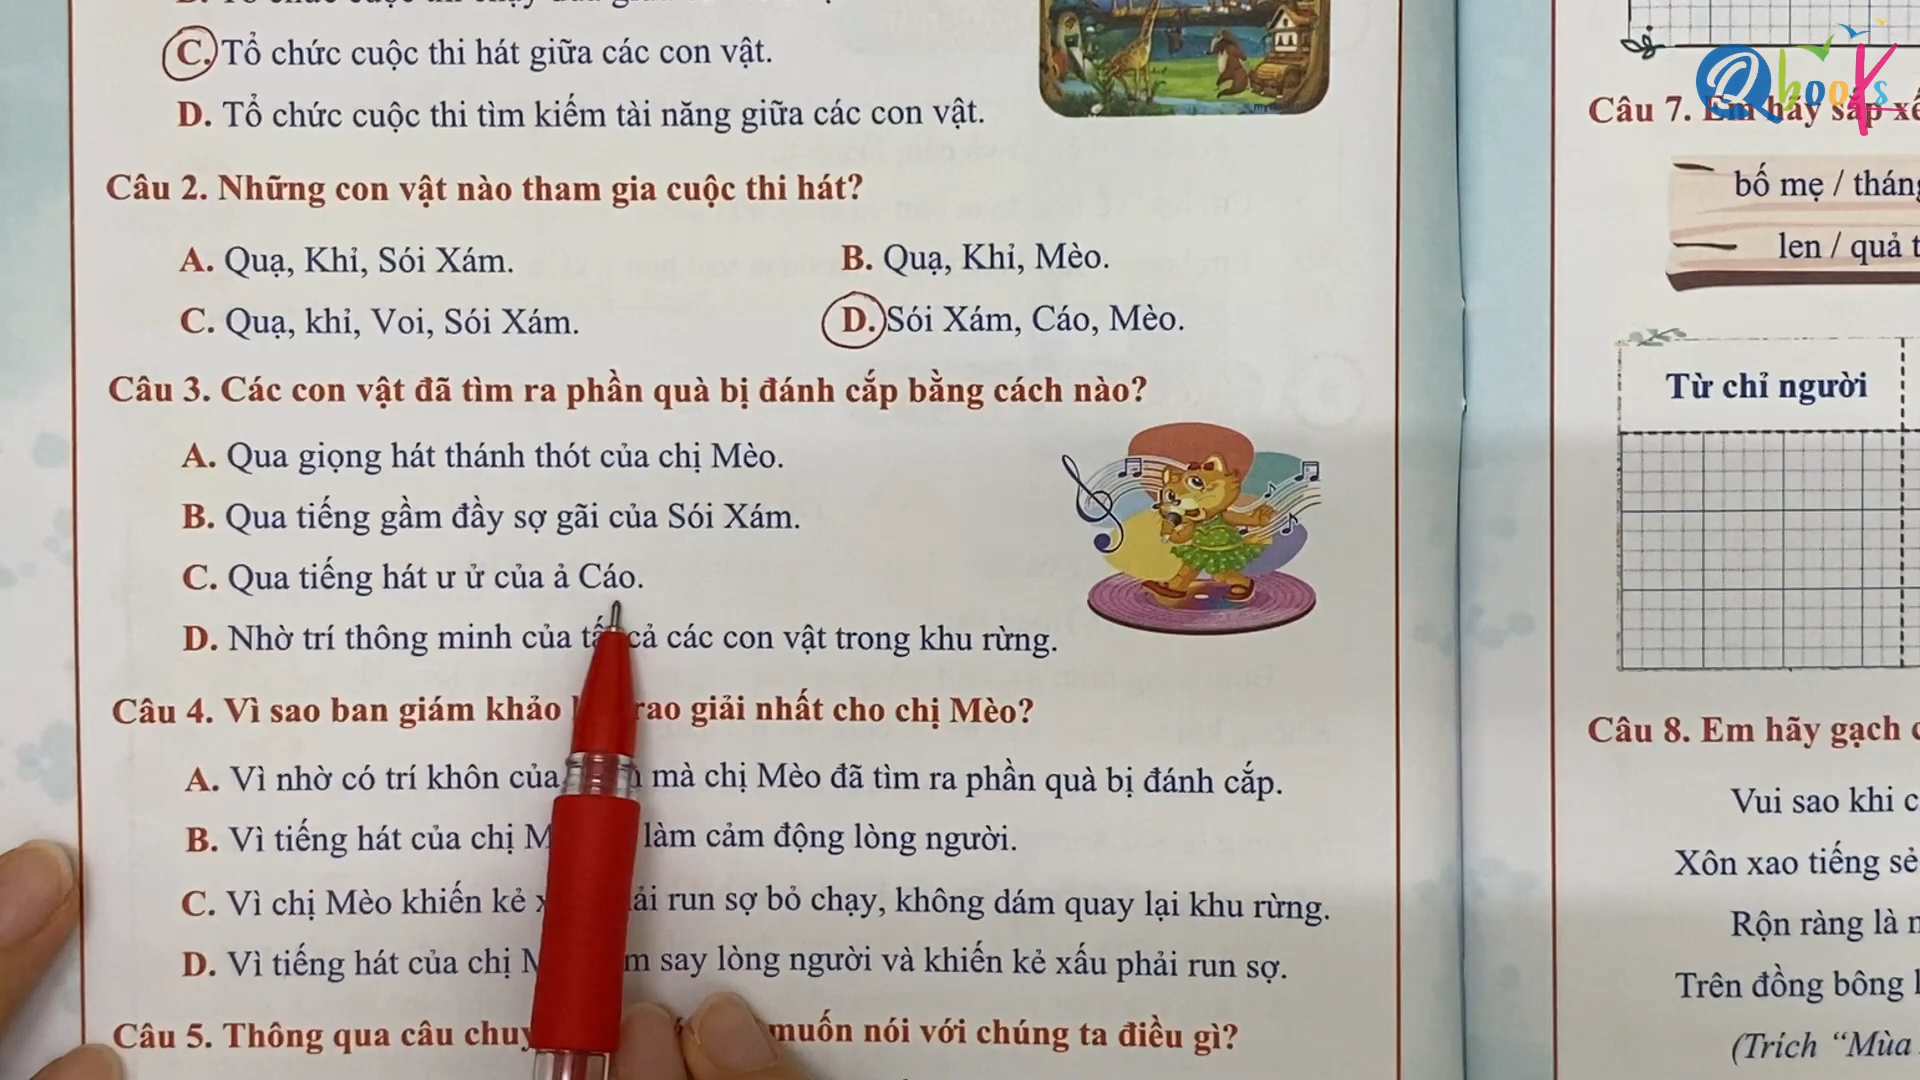 C. Tổ chức cuộc thi hát giữa các con vật.
D. Tổ chức cuộc thi tìm kiếm tài năng giữa các con vật.
Câu 2. Những con vật nào tham gia cuộc thi hát?
A. Quạ, Khỉ, Sói Xám.
B. Quạ, Khỉ, Mèo.
C. Quạ, khỉ, Voi, Sói Xám.
D. Sói Xám, Cáo, Mèo.
Câu 3. Các con vật đã tìm ra phần quà bị đánh cắp bằng cách nào?
A. Qua giọng hát thánh thót của chị Mèo.
B. Qua tiếng gầm đầy sợ gãi của Sói Xám.
C. Qua tiếng hát ư ử của ả Cáo.
D. Nhờ trí thông minh của tất cả các con vật trong khu rừng.
Câu 4. Vì sao ban giám khảo trao giải nhất cho chị Mèo?
A. Vì nhờ có trí khôn của mà chị Mèo đã tìm ra phần quà bị đánh cắp.
B. Vì tiếng hát của chị làm cảm động lòng người.
C. Vì chị Mèo khiến kẻ run sợ bỏ chạy, không dám quay lại khu rừng.
D. Vì tiếng hát của chị say lòng người và khiến kẻ xấu phải run sợ.
Câu 5. Thông qua câu muốn nói với chúng ta điều gì?
Qbooks
Câu 7. Em hãy sắp
bố mẹ /
len / quả
Từ chỉ người
Câu 8. Em hãy gạch
Vui sao khi
Xôn xao tiếng
Rộn ràng là
Trên đồng bông
(Trích “Mùa